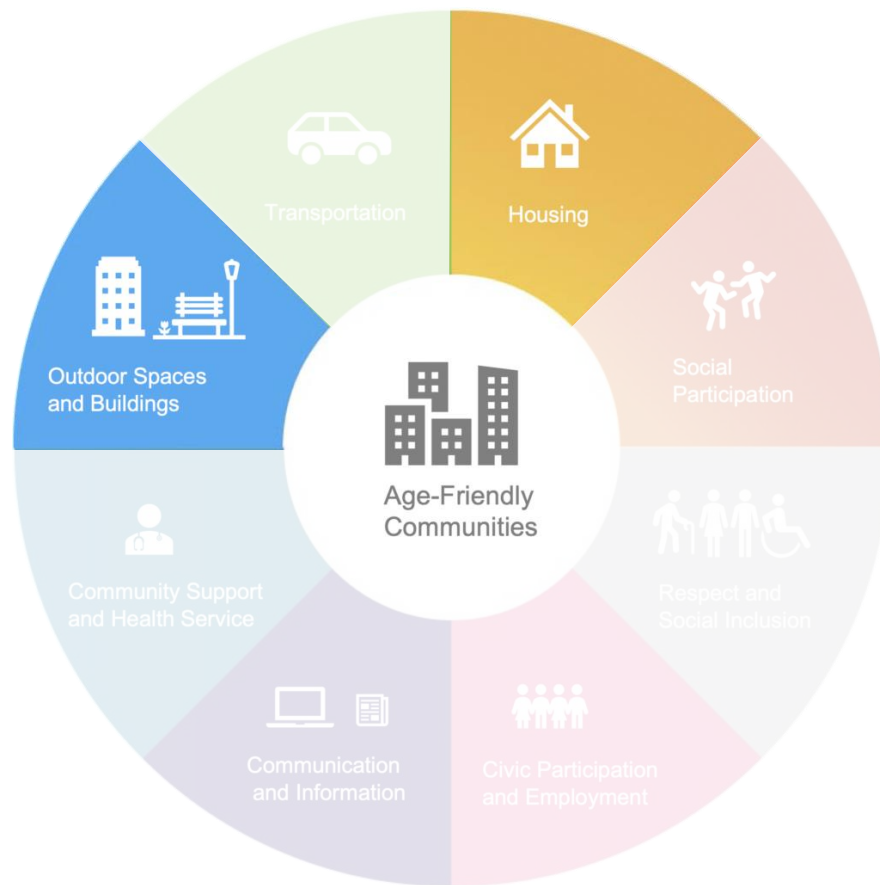 Transportation
Housing
Outdoor Spaces
and Buildings
Social
Participation
Age-Friendly
Communities
Community Support
and Health Service
Respect and
Social Inclusion
Communication
and Information
Civic Participation
and Employment